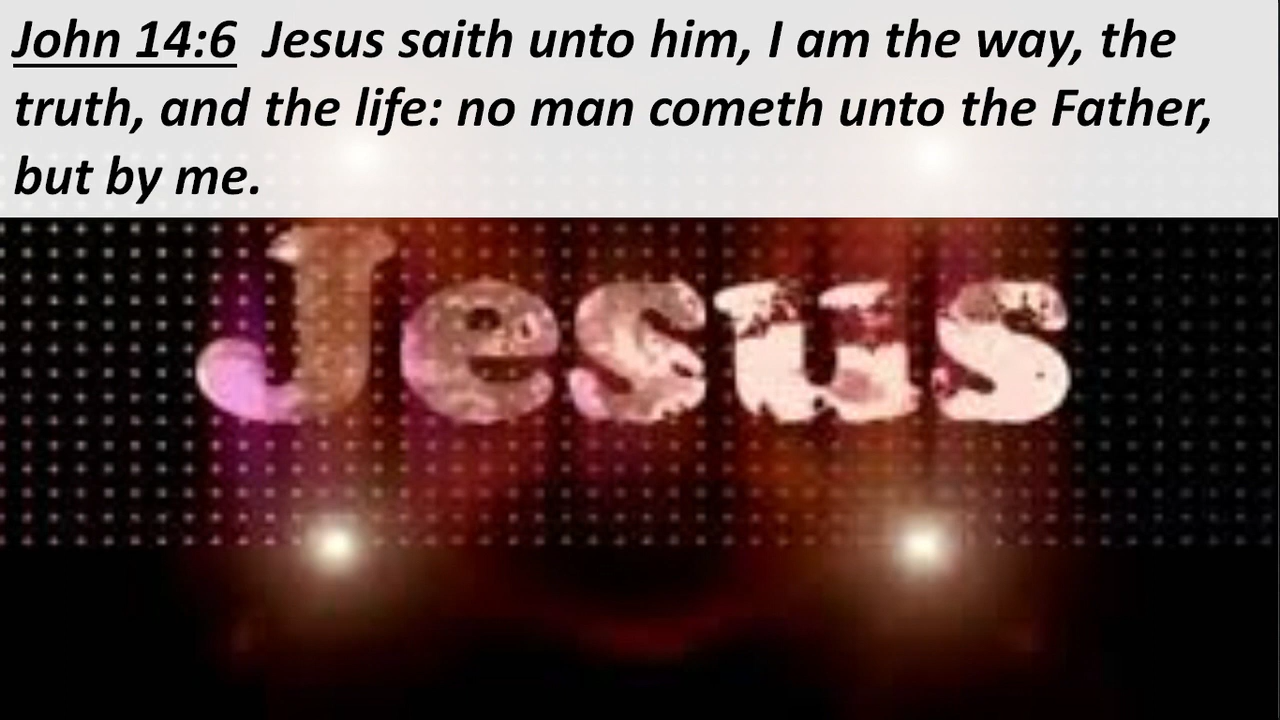 John 14:6 Jesus saith unto him, I am the way, the
truth, and the life: no man cometh unto the Father,
but by me.
Jesus